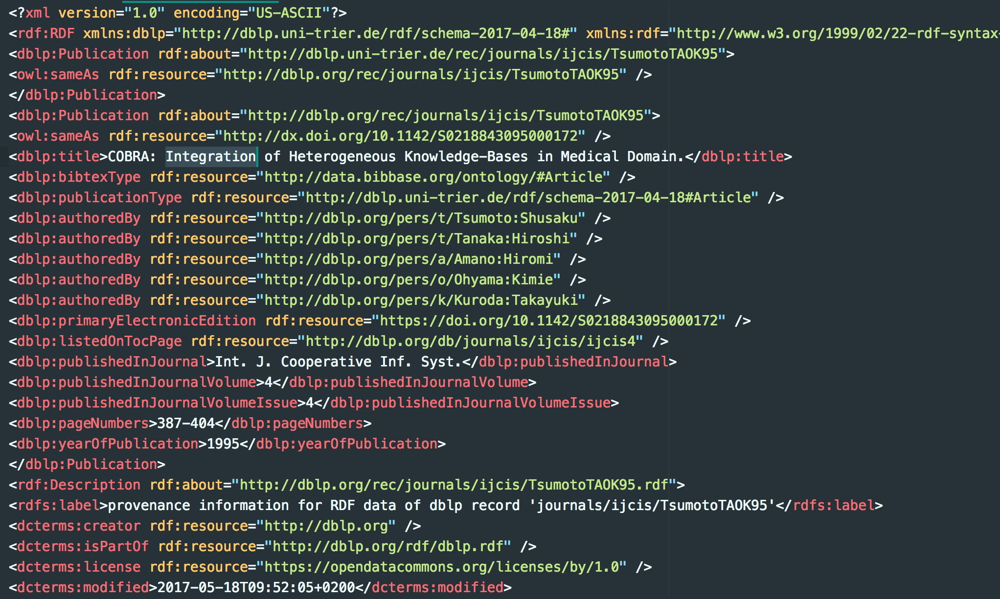 <?xml version="1.0" encoding="US-ASCII"?>
<rdf:RDF xmlns:dblp="http://dblp.uni-trier.de/rdf/schema-2017-04-18#" xmlns:rdf="http://www.w3.org/1999/02/22-rdf-syntax-
<dblp:Publication rdf:about="http://dblp.uni-trier.de/rec/journals/ijcis/TsumotoTAOK95">
<owl:sameAs rdf:resource="http://dblp.org/rec/journals/ijcis/TsumotoTAOK95" />
</dblp:Publication>
<dblp:Publication rdf:about="http://dblp.org/rec/journals/ijcis/TsumotoTAOK95">
<owl:sameAs rdf:resource="http://dx.doi.org/10.1142/S0218843095000172" />
<dblp:title>COBRA: Integration of Heterogeneous Knowledge-Bases in Medical Domain.</dblp:title>
<dblp:bibtexType rdf:resource="http://data.bibbase.org/ontology/#Article" />
<dblp:publicationType rdf:resource="http://dblp.uni-trier.de/rdf/schema-2017-04-18#Article" />
<dblp:authoredBy rdf:resource="http://dblp.org/pers/t/Tsumoto:Shusaku" />
<dblp:authoredBy rdf:resource="http://dblp.org/pers/t/Tanaka:Hiroshi" />
<dblp:authoredBy rdf:resource="http://dblp.org/pers/a/Amano:Hiromi" />
<dblp:authoredBy rdf:resource="http://dblp.org/pers/o/Ohyama:Kimie" />
<dblp:authoredBy rdf:resource="http://dblp.org/pers/k/Kuroda:Takayuki" />
<dblp:primaryElectronicEdition rdf:resource="https://doi.org/10.1142/S0218843095000172" />
<dblp:listedOnTocPage rdf:resource="http://dblp.org/db/journals/ijcis/ijcis4" />
<dblp:publishedInJournal>Int. J. Cooperative Inf. Syst.</dblp:publishedInJournal>
<dblp:publishedInJournalVolume>4</dblp:publishedInJournalVolume>
<dblp:publishedInJournalVolumeIssue>4</dblp:publishedInJournalVolumeIssue>
<dblp:pageNumbers>387-404</dblp:pageNumbers>
<dblp:yearOfPublication>1995</dblp:yearOfPublication>
</dblp:Publication>
<rdf:Description rdf:about="http://dblp.org/rec/journals/ijcis/TsumotoTAOK95.rdf">
<rdfs:label>provenance information for RDF data of dblp record 'journals/ijcis/TsumotoTAOK95'</rdfs:label>
<dcterms:creator rdf:resource="http://dblp.org" />
<dcterms:isPartOf rdf:resource="http://dblp.org/rdf/dblp.rdf" />
<dcterms:license rdf:resource="https://opendatacommons.org/licenses/by/1.0" />
<dcterms:modified>2017-05-18T09:52:05+0200</dcterms:modified>